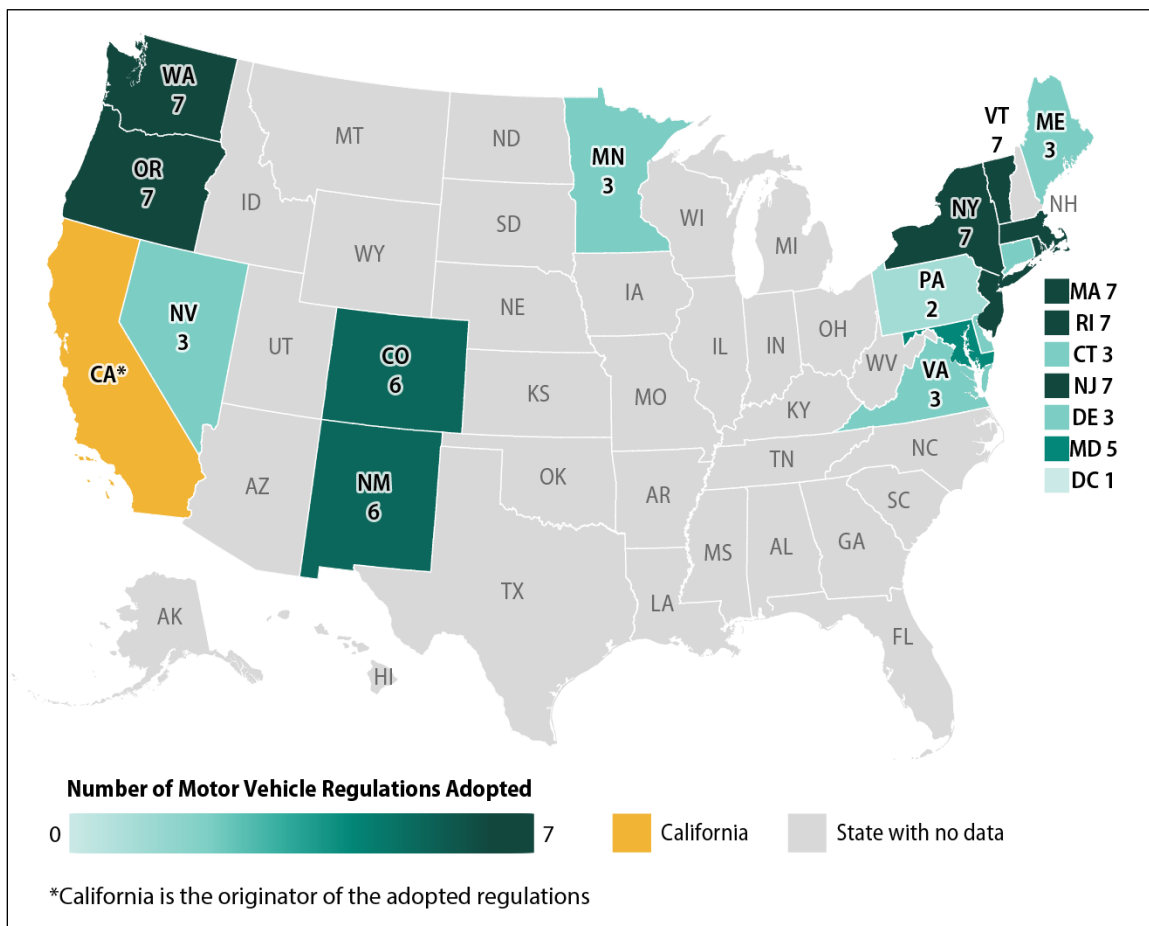 WA
7
MT
ND
MN
3
VT
7
ME
3
OR
7
ID
SD
WI
NY
7
NH
WY
MI
PA
2
IA
NE
NV
3
UT
CO
6
IL
IN
OH
WV
VA
3
CA*
KS
MO
KY
AZ
NM
6
OK
AR
TN
NC
SC
MS
AL
GA
TX
LA
FL
AK
HI
MA 7
RI 7
CT 3
NJ 7
DE 3
MD 5
DC 1
Number of Motor Vehicle Regulations Adopted
0
7
California
State with no data
*California is the originator of the adopted regulations